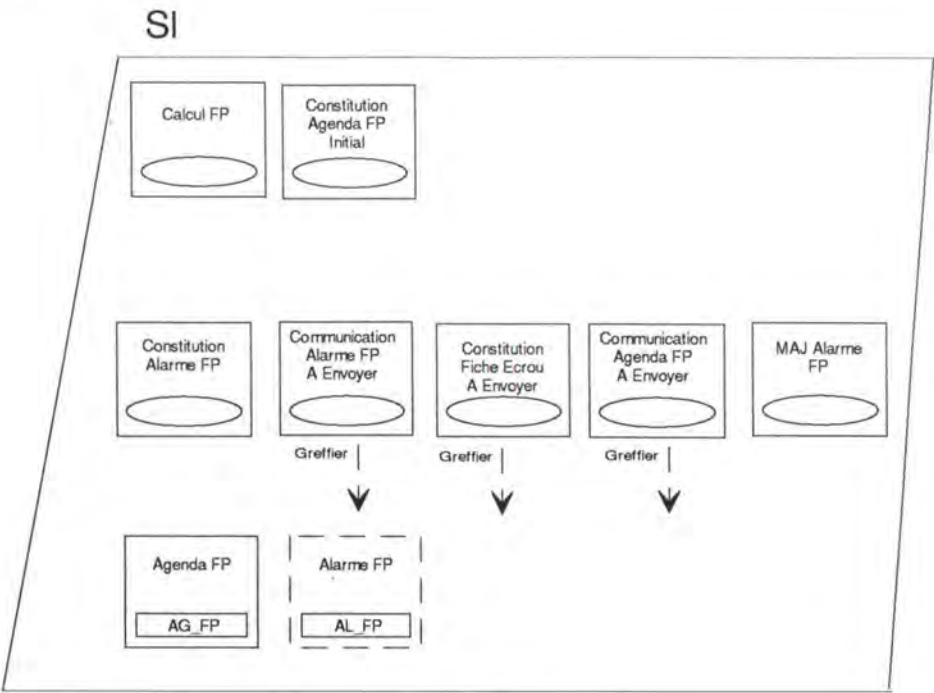 SI
Calcul FP
Constitution
Agenda FP
Initial
Constitution
Alarme FP
Communication
Alarme FP
A Envoyer
Constitution
Fiche Ecrou
A Envoyer
Communication
Agenda FP
A Envoyer
MAJ Alarme
FP
Greffier
Greffier
Greffier
Agenda FP
AG_FP
Alarme FP
AL_FP